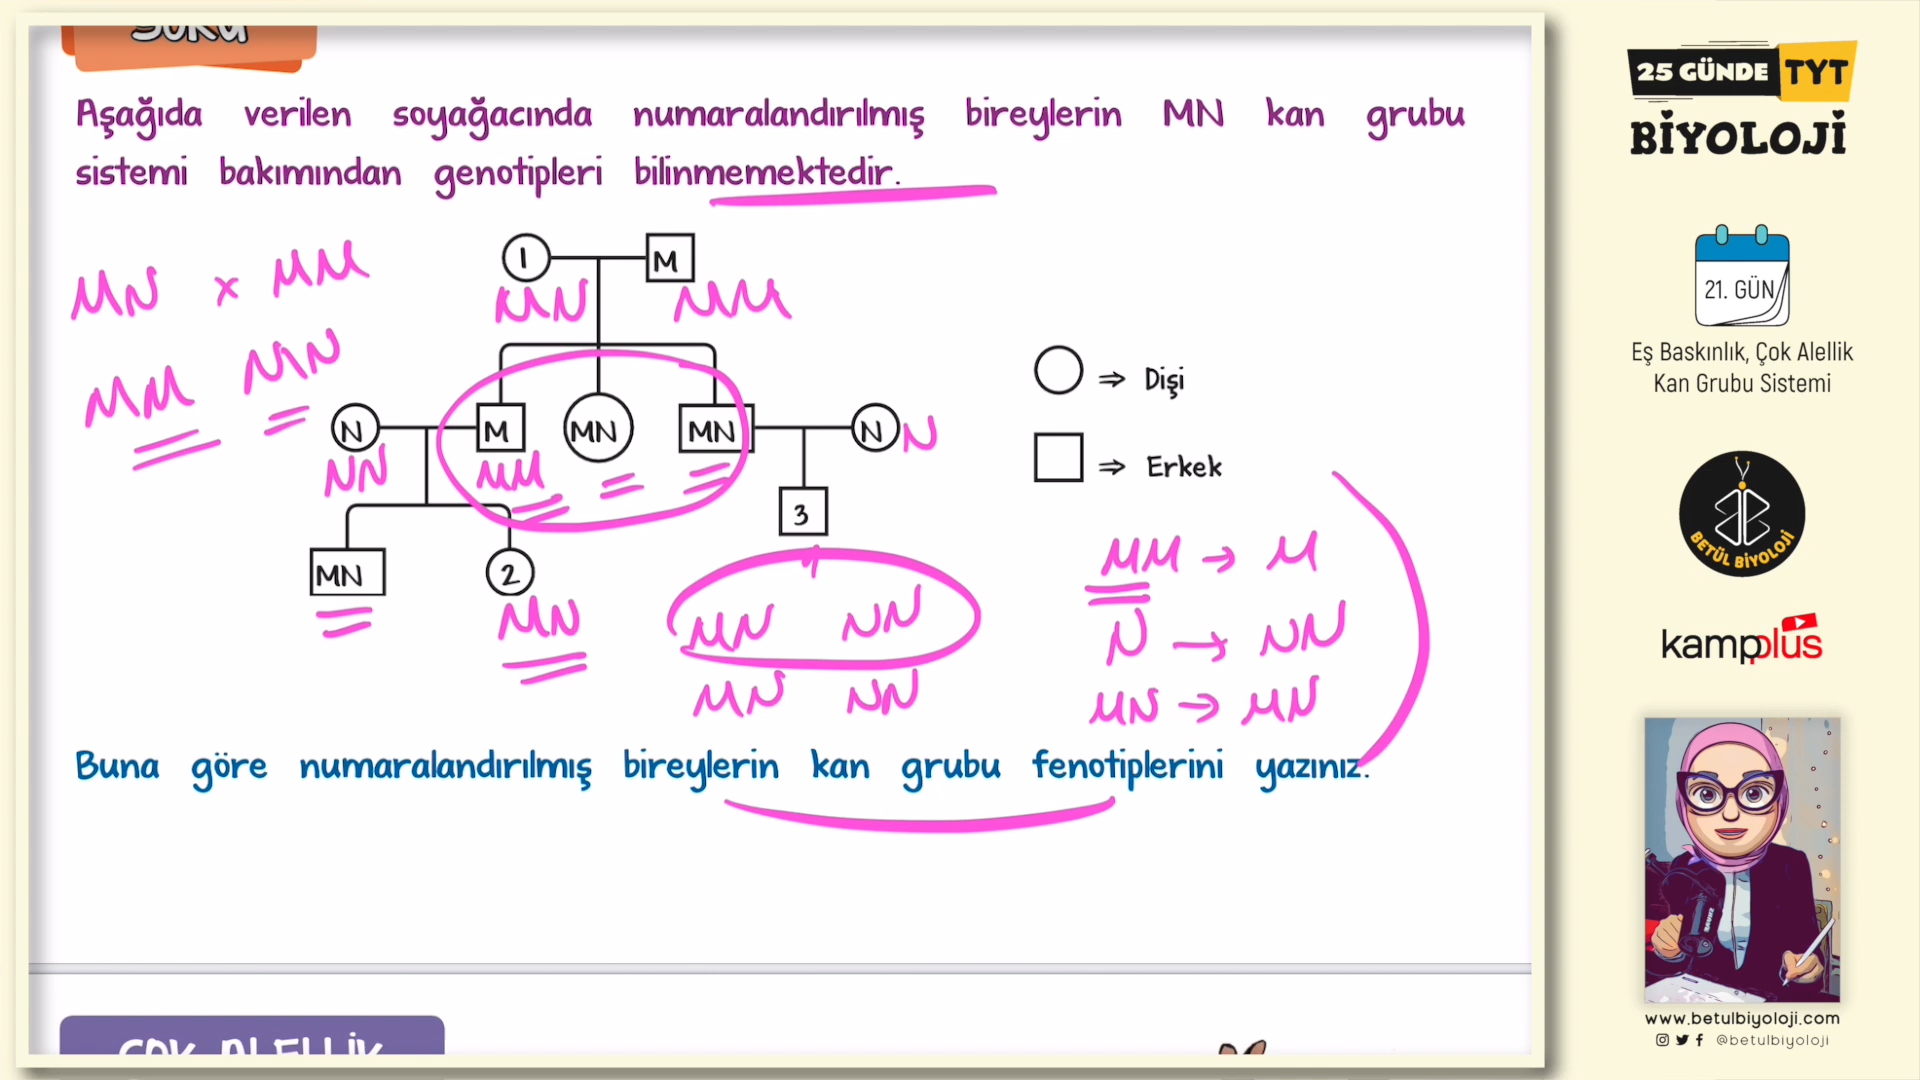 SORU
Aşağıda verilen soyağacında numaralandırılmış bireylerin MN kan grubu
sistemi bakımından genotipleri bilinmemektedir.
1 M
MN x MM
MN MM
MM MN
N M MN MN N N
NN MM
3
MN 2
MN
MN NN
MN NN
⇒ Dişi
⇒ Erkek
MM → M
N → NN
MN → MN
Buna göre numaralandırılmış bireylerin kan grubu fenotiplerini yazınız.
ÇOK ALELLİK
25 GÜNDE TYT
BİYOLOJİ
21. GÜN
Eş Baskınlık, Çok Alellik
Kan Grubu Sistemi
BETÜL BİYOLOJİ
kampplus
www.betulbiyoloji.com
@betulbiyoloji